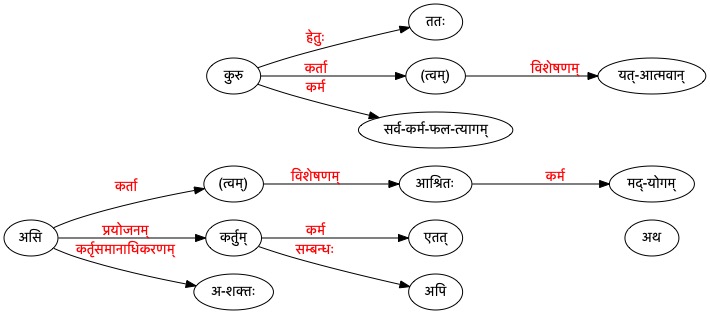 ततः
हेतुः
कुरु
कर्ता
(त्वम्)
विशेषणम्
यत्-आत्मवान्
कर्म
सर्व-कर्म-फल-त्यागम्
कर्ता
(त्वम्)
विशेषणम्
आश्रितः
कर्म
मद्-योगम्
असि
प्रयोजनम्
कर्तुम्
कर्म
एतत्
अथ
कर्तृसमानाधिकरणम्
सम्बन्धः
अ-शक्तः
अपि